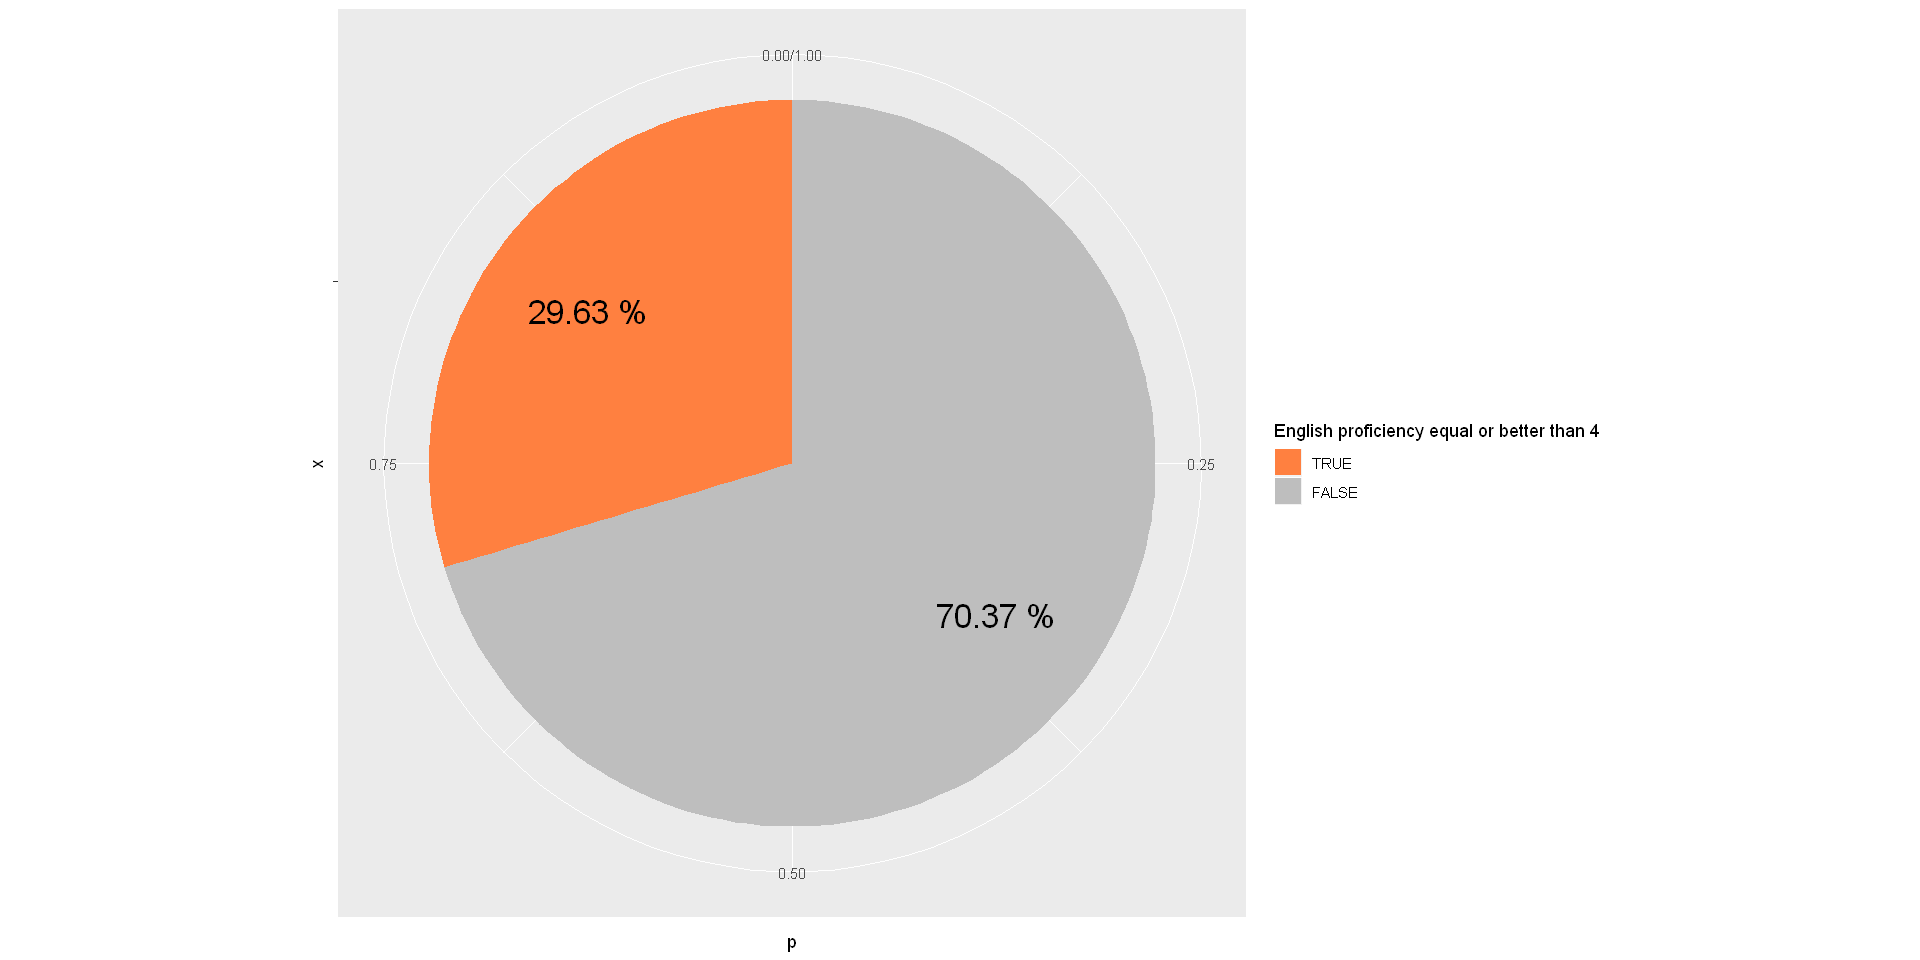 0.00/1.00
29.63 %
x
0.75
0.25
English proficiency equal or better than 4
TRUE
FALSE
70.37 %
0.50
p